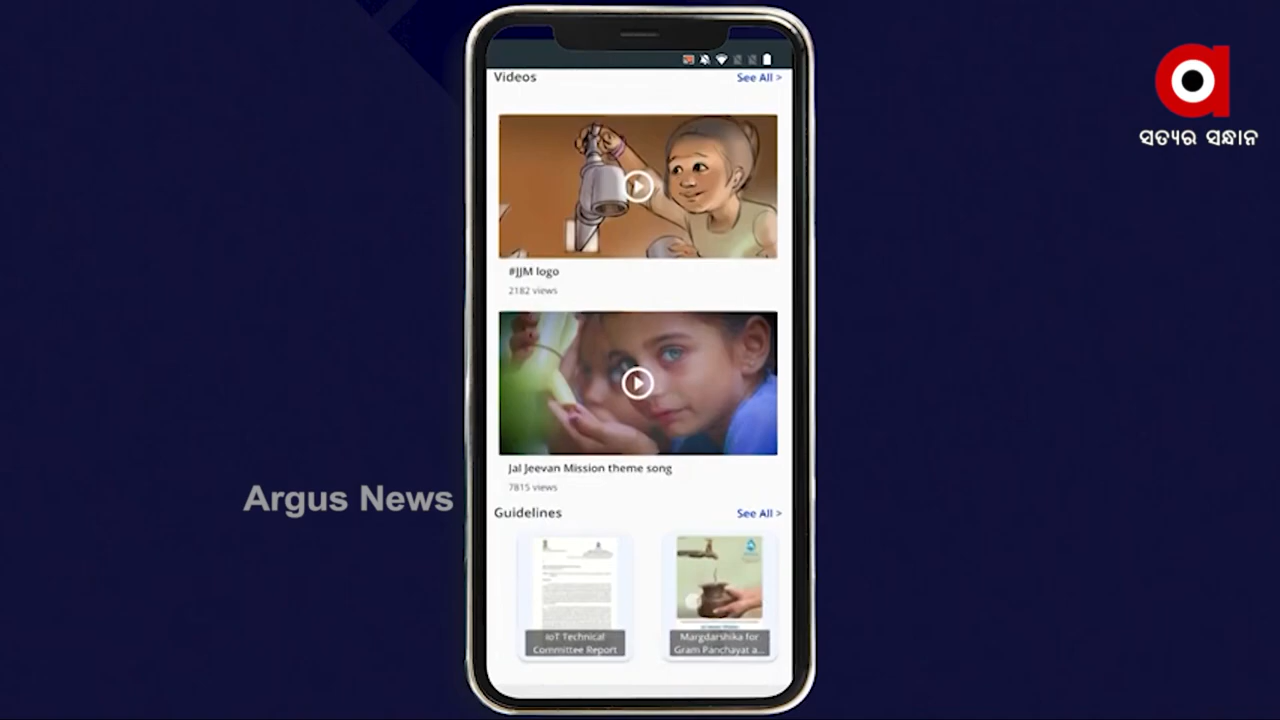 Videos
See All >
ସତ୍ୟର ସନ୍ଧାନ
#JJM logo
2182 views
Jal Jeevan Mission theme song
7815 views
Argus News
Guidelines
See All >
IoT Technical
Committee Report
Margdarshika for
Gram Panchayat a...